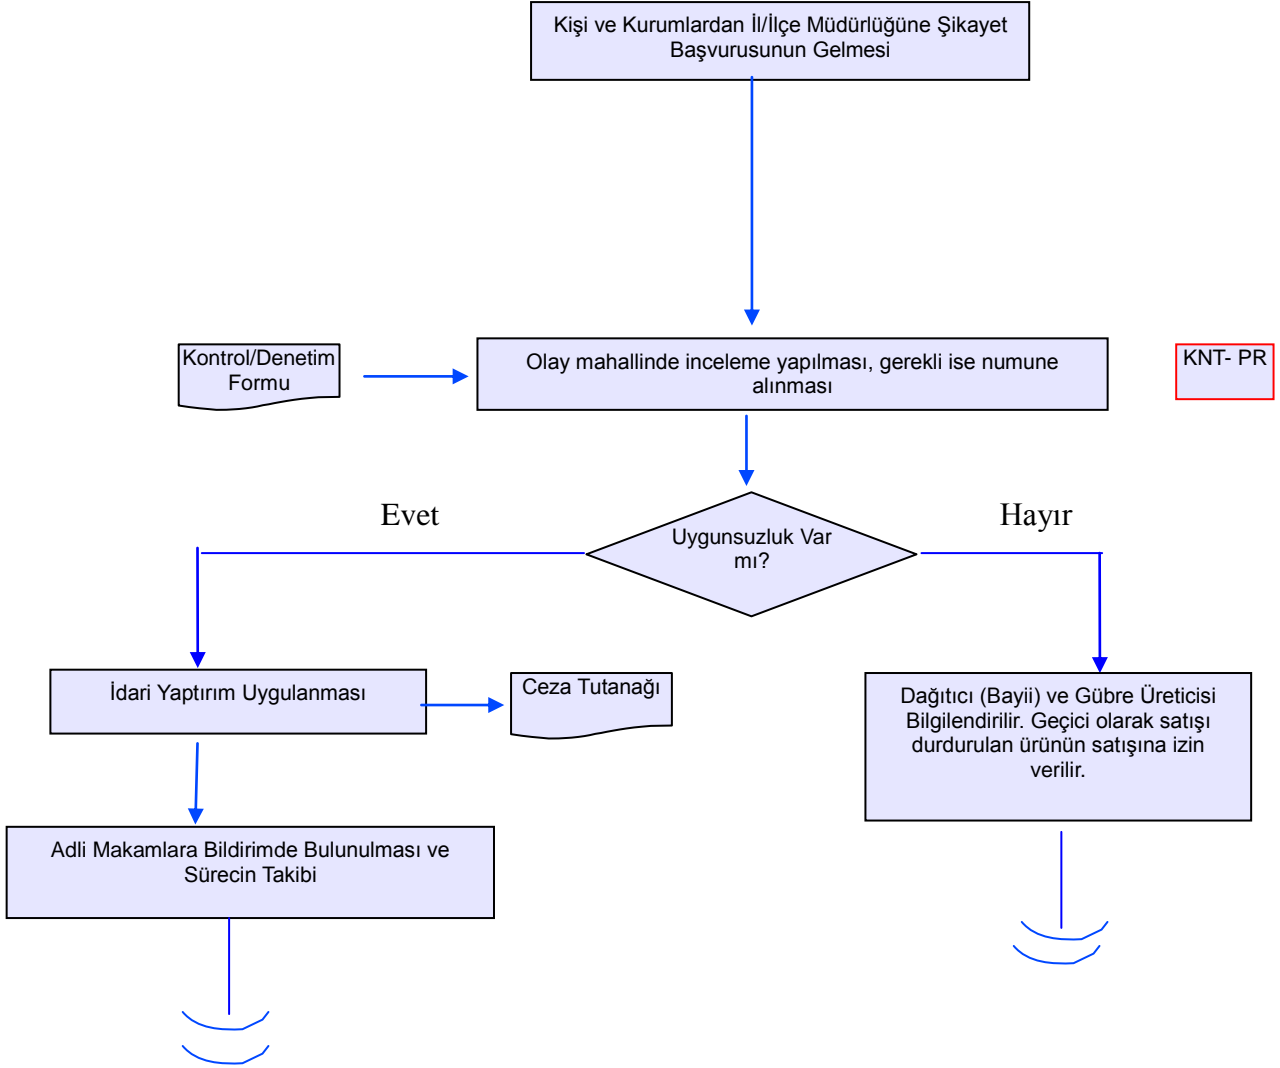 Kişi ve Kurumlardan İl/İlçe Müdürlüğüne Şikayet
Başvurusunun Gelmesi
Kontrol/Denetim
Formu
Olay mahallinde inceleme yapılması, gerekli ise numune
alınması
KNT- PR
Evet
Uygunsuzluk Var
mı?
Hayır
İdari Yaptırım Uygulanması
Ceza Tutanağı
Dağıtıcı (Bayii) ve Gübre Üreticisi
Bilgilendirilir. Geçici olarak satışı
durdurulan ürünün satışına izin
verilir.
Adli Makamlara Bildirimde Bulunulması ve
Sürecin Takibi